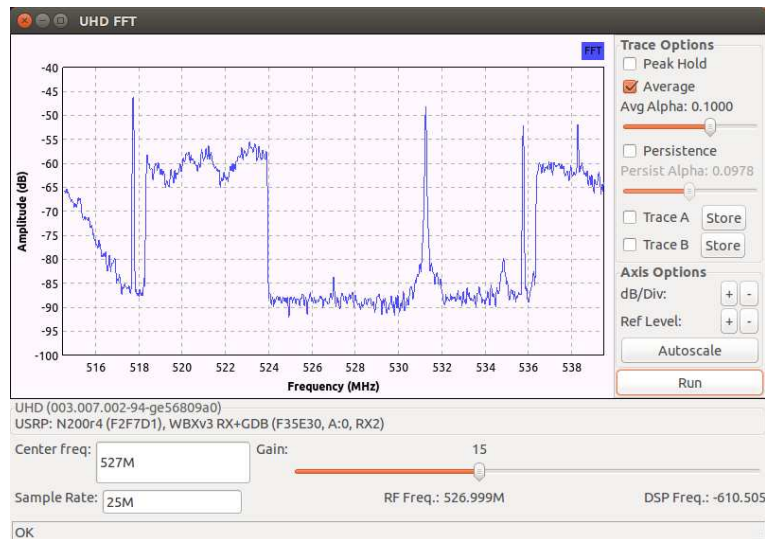 UHD FFT
FFT
-40
-45
-50
-55
-60
-65
-70
-75
-80
-85
-90
-95
-100
Amplitude (dB)
516 518 520 522 524 526 528 530 532 534 536 538
Frequency (MHz)
Trace Options
Peak Hold
Average
Avg Alpha: 0.1000
Persistence
Persist Alpha: 0.0978
Trace A Store
Trace B Store
Axis Options
dB/Div: + -
Ref Level: + -
Autoscale
Run
UHD (003.007.002-94-ge56809a0)
USRP: N200r4 (F2F7D1), WBXv3 RX+GDB (F35E30, A:0, RX2)
Center freq: 527M Gain: 15
Sample Rate: 25M RF Freq.: 526.999M DSP Freq.: -610.505
OK